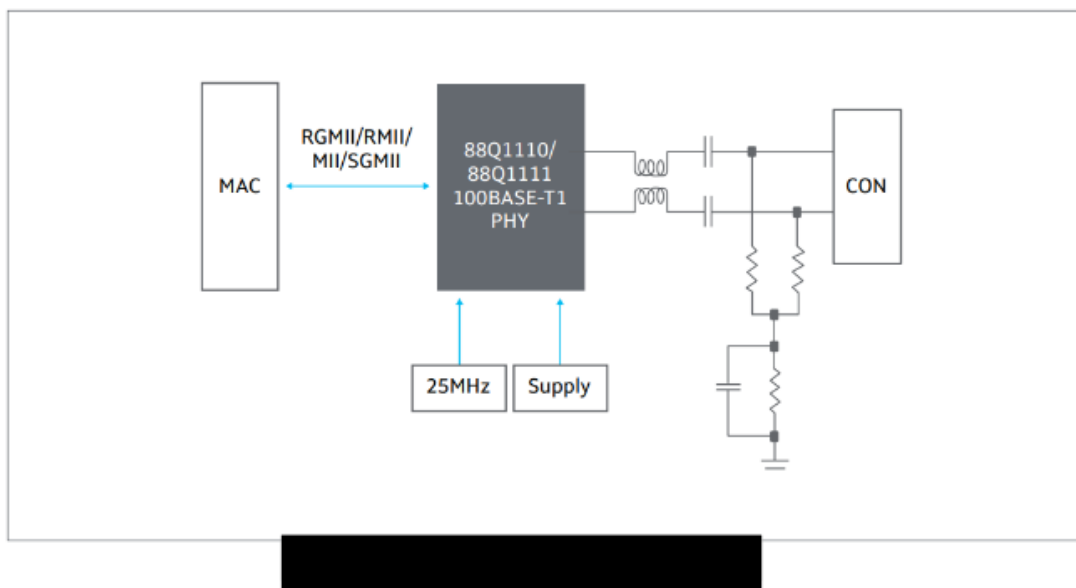 MAC
RGMII/RMII/
MII/SGMII
88Q1110/
88Q1111
100BASE-T1
PHY
CON
25MHz
Supply